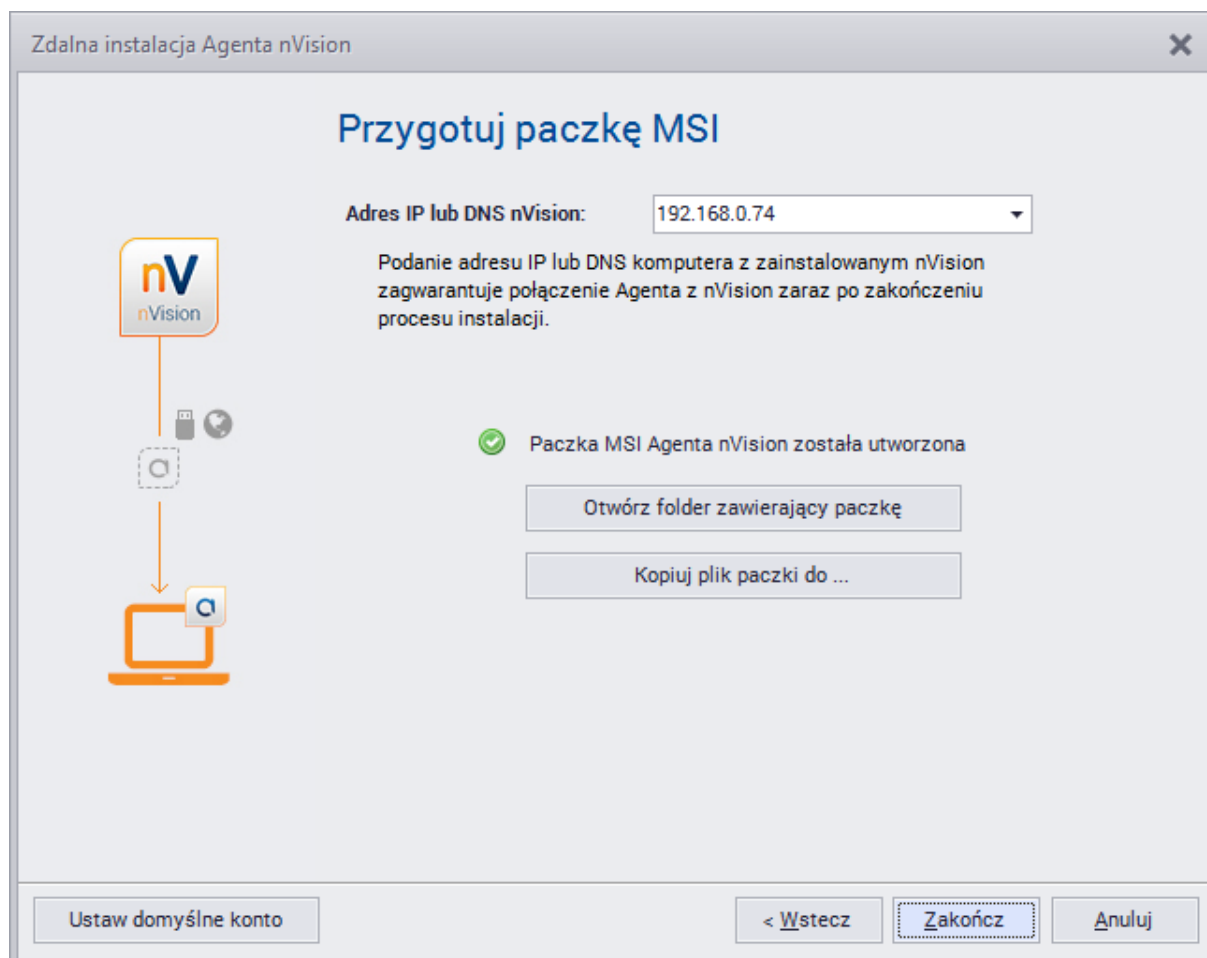 Zdalna instalacja Agenta nVision
Przygotuj paczkę MSI
Adres IP lub DNS nVision: 192.168.0.74
Podanie adresu IP lub DNS komputera z zainstalowanym nVision
zagwarantuje połączenie Agenta z nVision zaraz po zakończeniu
procesu instalacji.
nV
nVision
Paczka MSI Agenta nVision została utworzona
Otwórz folder zawierający paczkę
Kopiuj plik paczki do ...
Ustaw domyślne konto
< Wstecz
Zakończ
Anuluj